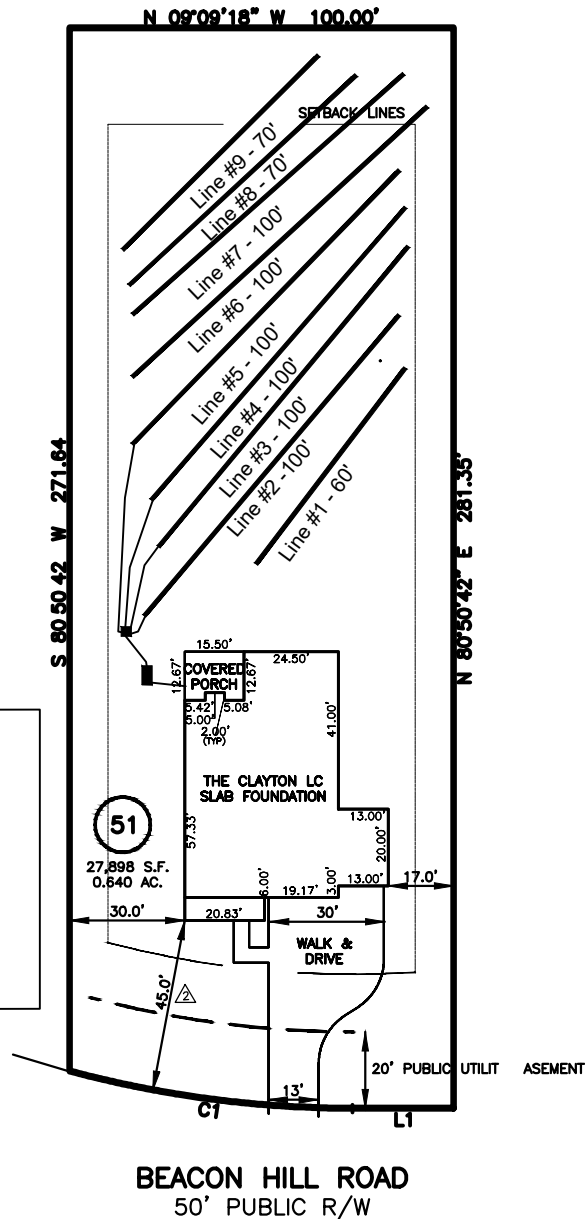 N 09°09'18" W 100.00'
SETBACK LINES
Line #9 - 70'
Line #8 - 70'
Line #7 - 100'
Line #6 - 100'
Line #5 - 100'
Line #4 - 100'
Line #3 - 100'
Line #2 - 100'
Line #1 - 60'
S 80 50 42 W 271.64
N 80°50'42" E 281.35'
15.50'
24.50'
12.67'
COVERED
PORCH
12.67'
5.42'
5.08'
5.00'
2.00'
(TYP)
41.00'
THE CLAYTON LC
SLAB FOUNDATION
13.00'
20.00'
57.33'
51
27,898 S.F.
0.640 AC.
6.00'
19.17'
3.00'
13.00'
17.0'
30.0'
20.83'
30'
WALK &
DRIVE
45.0'
2
20' PUBLIC UTILIT ASEMENT
13'
C1
L1
BEACON HILL ROAD
50' PUBLIC R/W